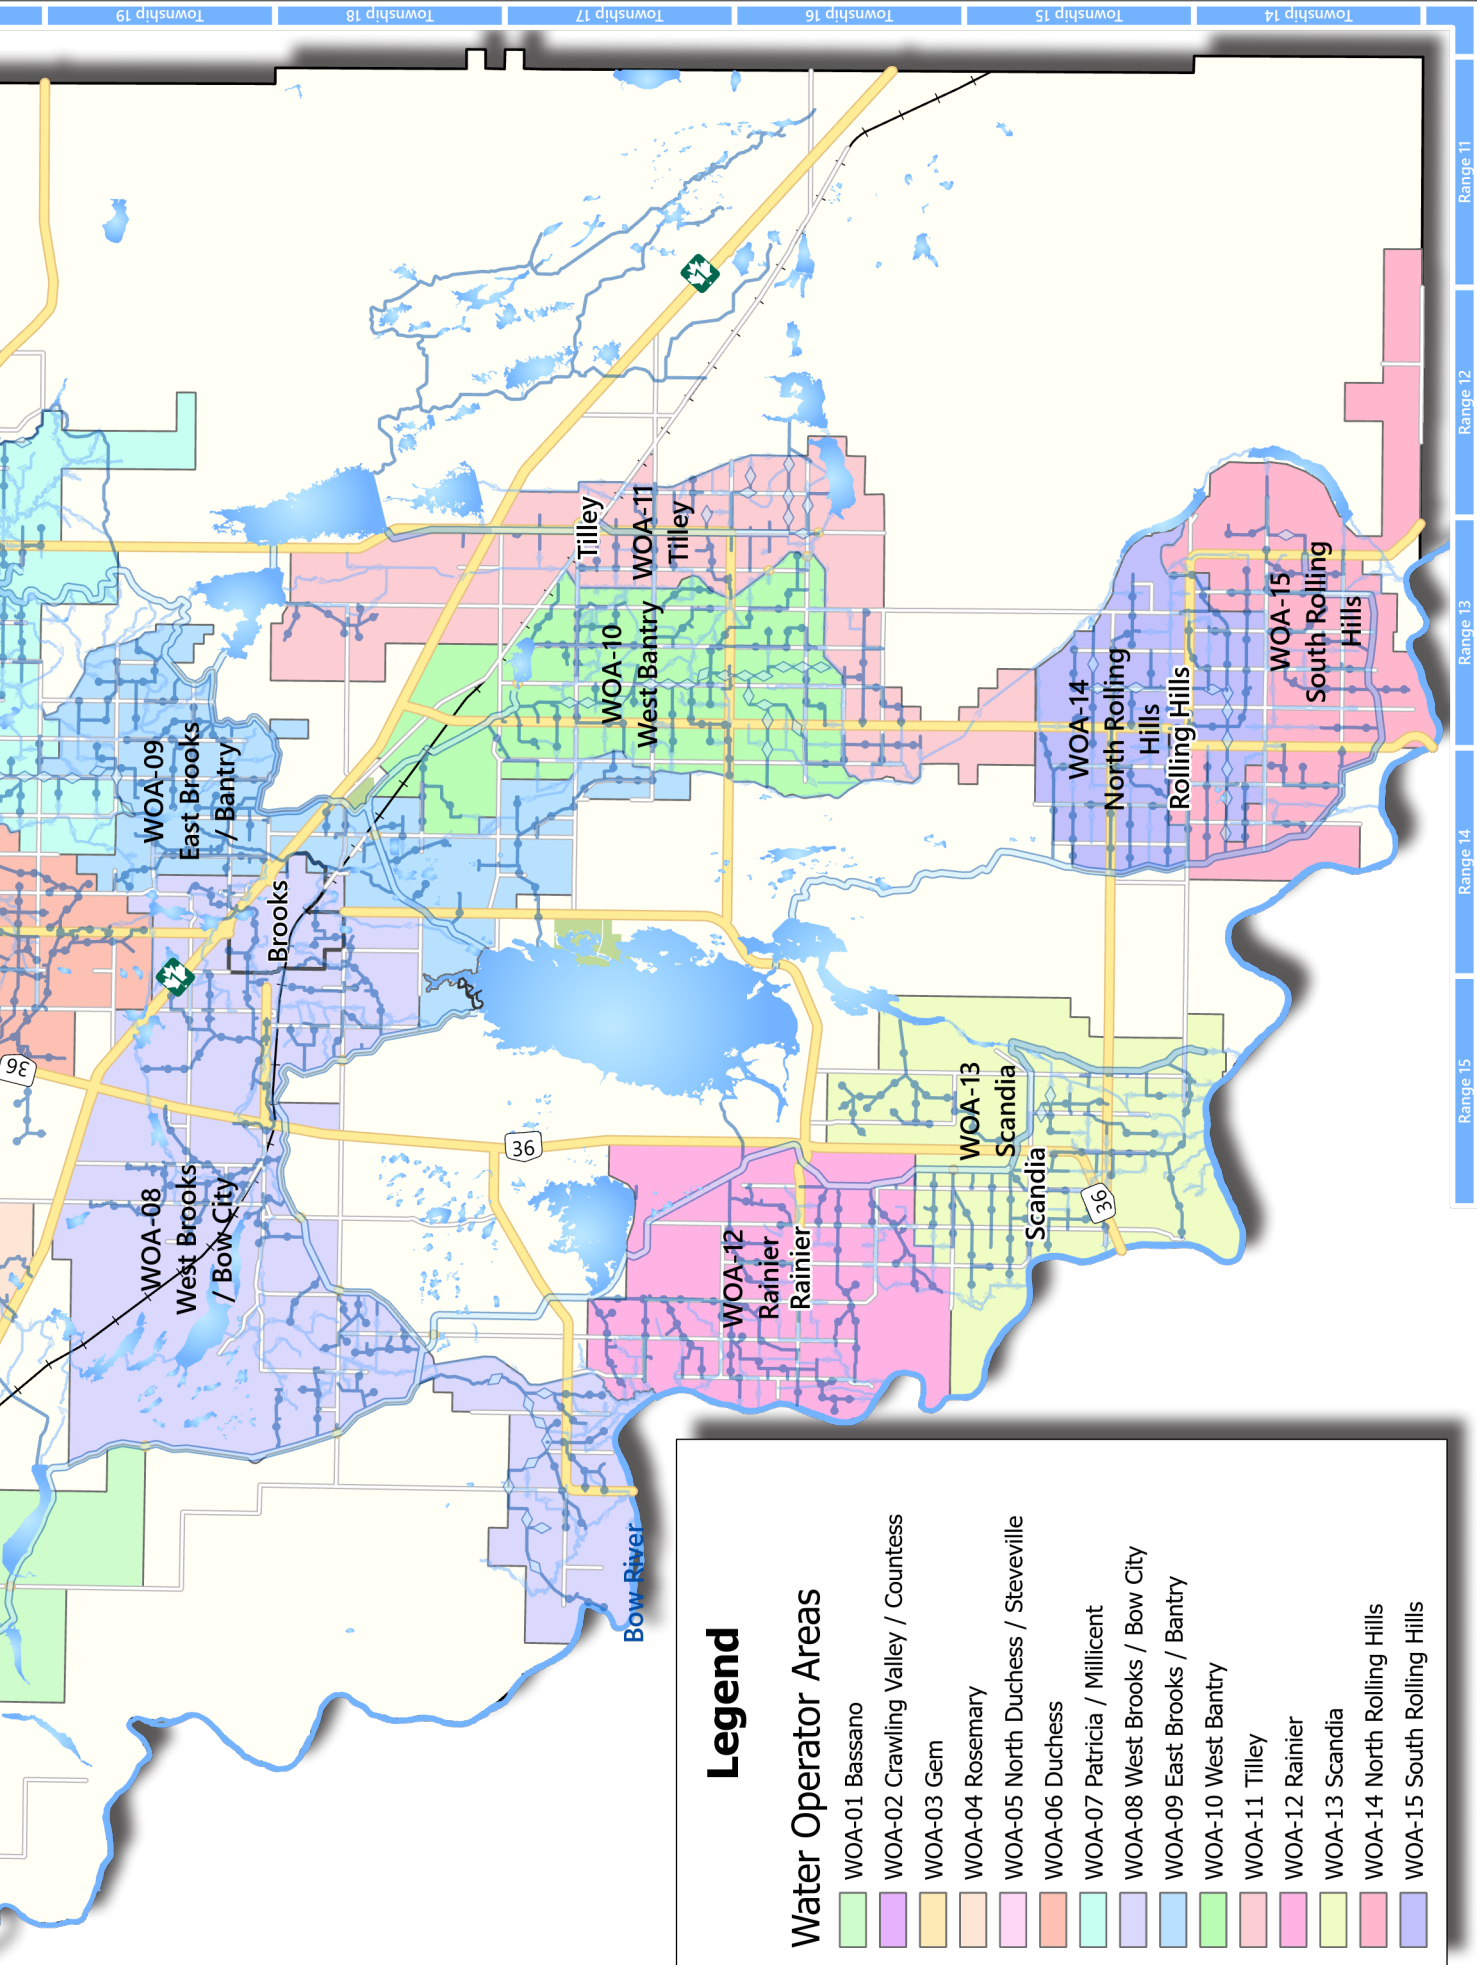 Township 19
Township 18
Township 17
Township 16
Township 15
Township 14
Range 11
Range 12
Range 13
Range 14
Range 15
1
Tilley
WOA-11
Tilley
WOA-10
West Bantry
WOA-09
East Brooks
/ Bantry
WOA-14
North Rolling
Hills
Rolling Hills
WOA-15
South Rolling
Hills
Brooks
1
36
WOA-08
West Brooks
/ Bow City
36
WOA-13
Scandia
Scandia
36
WOA-12
Rainier
Rainier
Bow River
Legend
Water Operator Areas
WOA-01 Bassano
WOA-02 Crawling Valley / Countess
WOA-03 Gem
WOA-04 Rosemary
WOA-05 North Duchess / Steveville
WOA-06 Duchess
WOA-07 Patricia / Millicent
WOA-08 West Brooks / Bow City
WOA-09 East Brooks / Bantry
WOA-10 West Bantry
WOA-11 Tilley
WOA-12 Rainier
WOA-13 Scandia
WOA-14 North Rolling Hills
WOA-15 South Rolling Hills